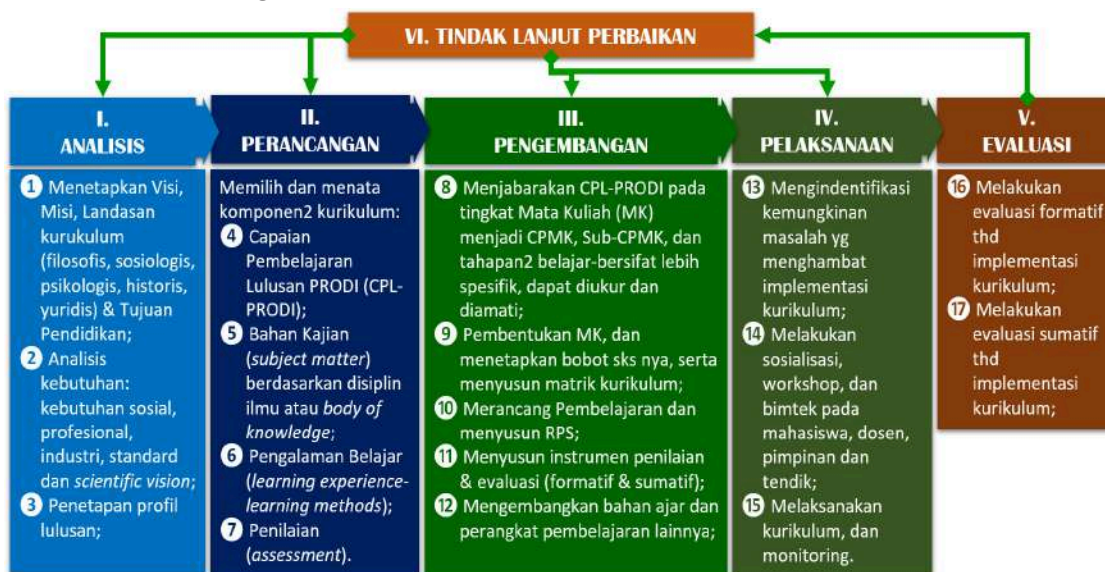 VI. TINDAK LANJUT PERBAIKAN
I.
ANALISIS
1 Menetapkan Visi,
Misi, Landasan
kurukulum
(filosofis, sosiologis,
psikologis, historis,
yuridis) & Tujuan
Pendidikan;
2 Analisis
kebutuhan:
kebutuhan sosial,
profesional,
industri, standard
dan scientific vision;
3 Penetapan profil
lulusan;
II.
PERANCANGAN
Memilih dan menata
komponen2 kurikulum:
4 Capaian
Pembelajaran
Lulusan PRODI (CPL-
PRODI);
5 Bahan Kajian
(subject matter)
berdasarkan disiplin
ilmu atau body of
knowledge;
6 Pengalaman Belajar
(learning experience-
learning methods);
7 Penilaian
(assessment).
III.
PENGEMBANGAN
8 Menjabarakan CPL-PRODI pada
tingkat Mata Kuliah (MK)
menjadi CPMK, Sub-CPMK, dan
tahapan2 belajar-bersifat lebih
spesifik, dapat diukur dan
diamati;
9 Pembentukan MK, dan
menetapkan bobot sks nya, serta
menyusun matrik kurikulum;
10 Merancang Pembelajaran dan
menyusun RPS;
11 Menyusun instrumen penilaian
& evaluasi (formatif & sumatif);
12 Mengembangkan bahan ajar dan
perangkat pembelajaran lainnya;
IV.
PELAKSANAAN
13 Mengindentifikasi
kemungkinan
masalah yg
menghambat
implementasi
kurikulum;
14 Melakukan
sosialisasi,
workshop, dan
bimtek pada
mahasiswa, dosen,
pimpinan dan
tendik;
15 Melaksanakan
kurikulum, dan
monitoring.
V.
EVALUASI
16 Melakukan
evaluasi formatif
thd
implementasi
kurikulum;
17 Melakukan
evaluasi sumatif
thd
implementasi
kurikulum;